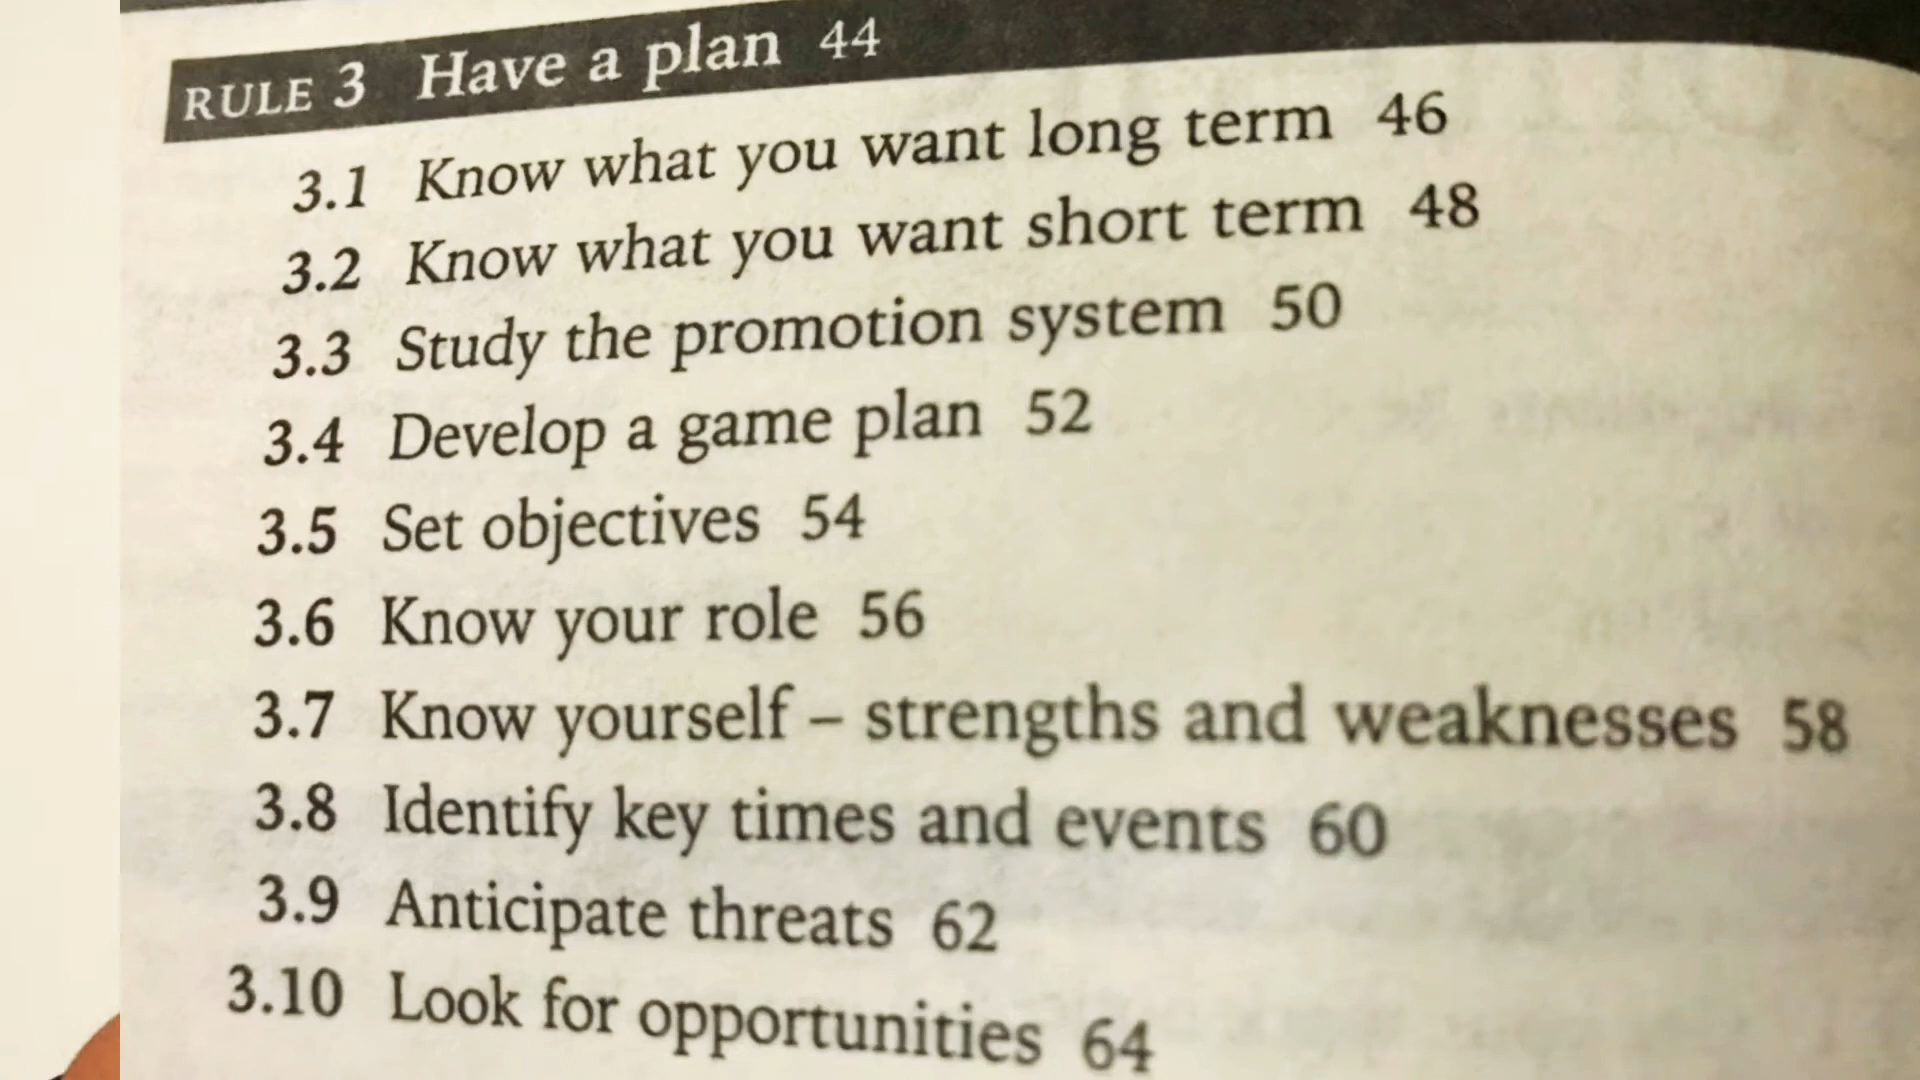 RULE 3 Have a plan 44
3.1 Know what you want long term 46
3.2 Know what you want short term 48
3.3 Study the promotion system 50
3.4 Develop a game plan 52
3.5 Set objectives 54
3.6 Know your role 56
3.7 Know yourself – strengths and weaknesses 58
3.8 Identify key times and events 60
3.9 Anticipate threats 62
3.10 Look for opportunities 64